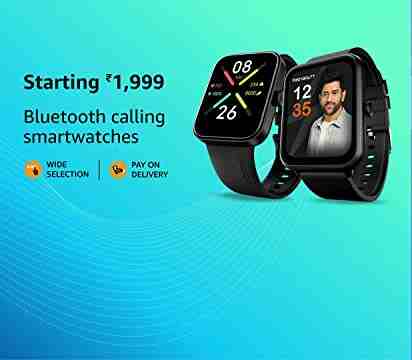 Starting ₹1,999
Bluetooth calling
smartwatches
WIDE
SELECTION
PAY ON
DELIVERY
08
26
12
35